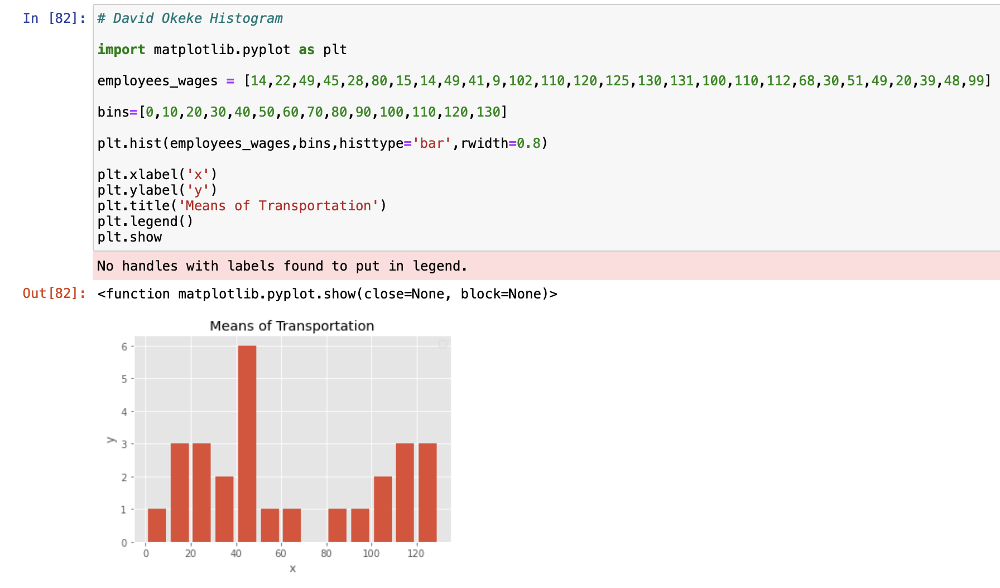 In [82]: # David Okeke Histogram
import matplotlib.pyplot as plt
employees_wages = [14,22,49,45,28,80,15,14,49,41,9,102,110,120,125,130,131,100,110,112,68,30,51,49,20,39,48,99]
bins=[0,10,20,30,40,50,60,70,80,90,100,110,120,130]
plt.hist(employees_wages,bins,histtype='bar',rwidth=0.8)
plt.xlabel('x')
plt.ylabel('y')
plt.title('Means of Transportation')
plt.legend()
plt.show
No handles with labels found to put in legend.
Out[82]: <function matplotlib.pyplot.show(close=None, block=None)>
Means of Transportation
6
5
4
y
3
2
1
0
0 20 40 60 80 100 120
x